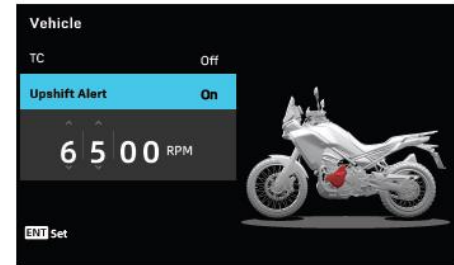 Vehicle
TC Off
Upshift Alert On
6 5 0 0 RPM
ENT Set